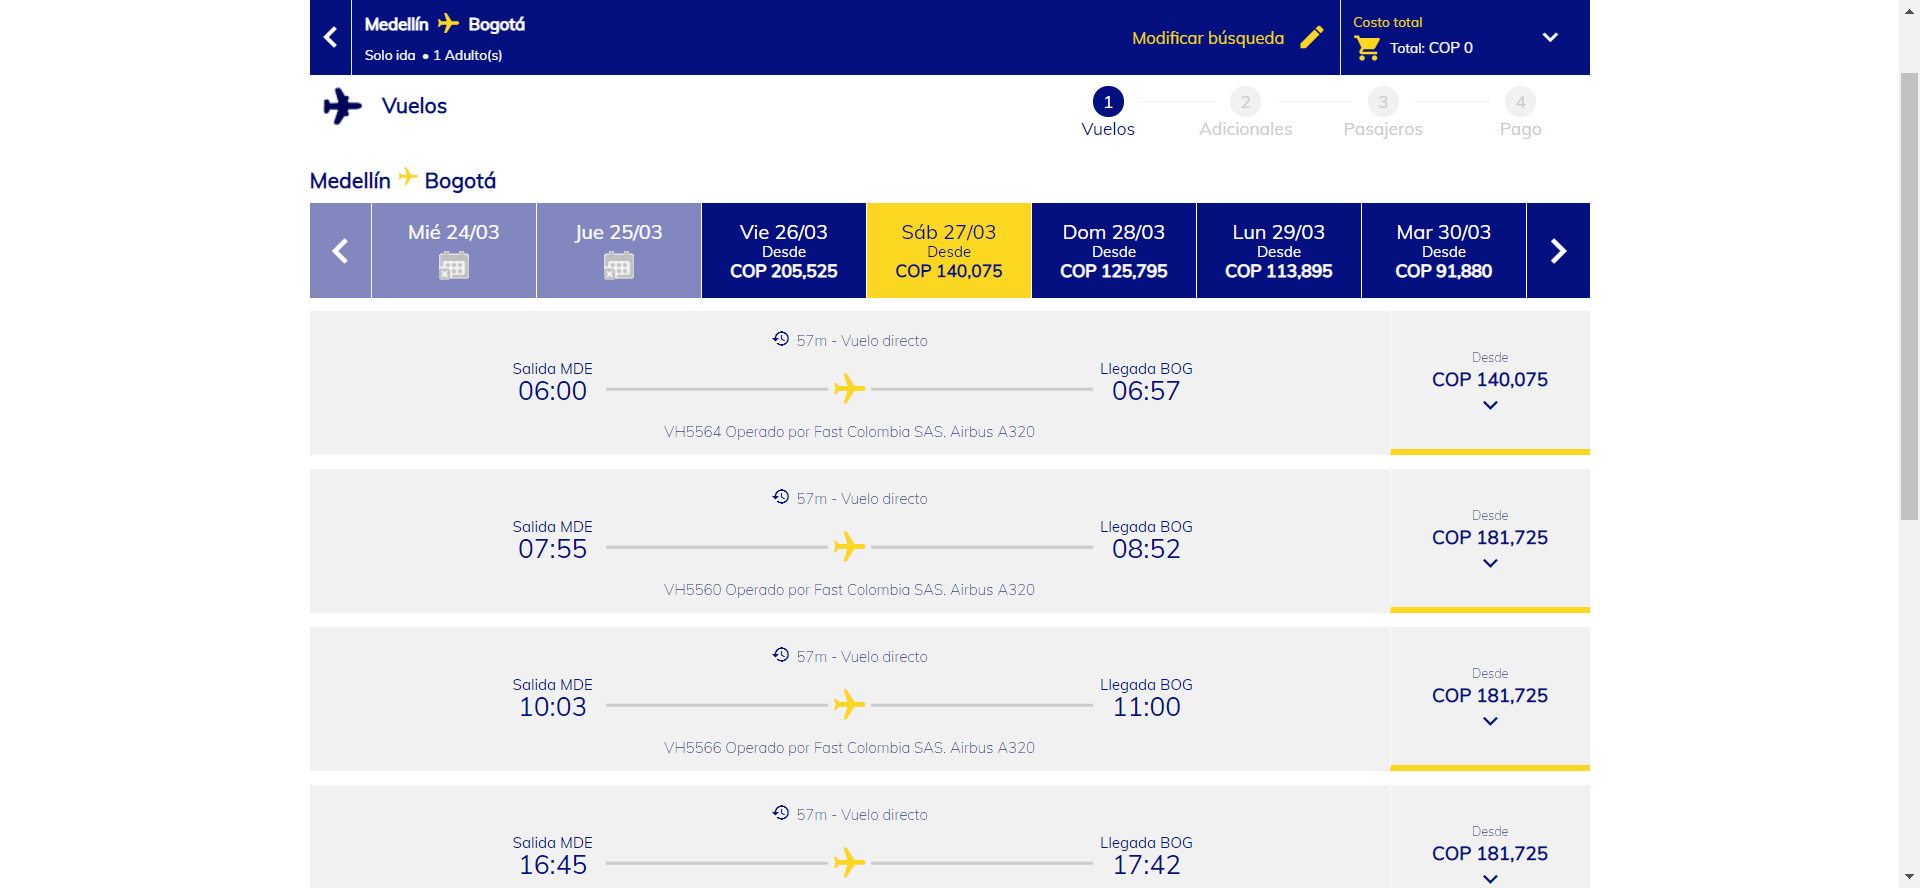 Medellín Bogotá
Solo ida • 1 Adulto(s)
Modificar búsqueda
Costo total
Total: COP 0
Vuelos
1 2 3 4
Vuelos Adicionales Pasajeros Pago
Medellín Bogotá
Mié 24/03
Jue 25/03
Vie 26/03
Desde
COP 205,525
Sáb 27/03
Desde
COP 140,075
Dom 28/03
Desde
COP 125,795
Lun 29/03
Desde
COP 113,895
Mar 30/03
Desde
COP 91,880
57m - Vuelo directo
Salida MDE
06:00
Llegada BOG
06:57
VH5564 Operado por Fast Colombia SAS. Airbus A320
Desde
COP 140,075
57m - Vuelo directo
Salida MDE
07:55
Llegada BOG
08:52
VH5560 Operado por Fast Colombia SAS. Airbus A320
Desde
COP 181,725
57m - Vuelo directo
Salida MDE
10:03
Llegada BOG
11:00
VH5566 Operado por Fast Colombia SAS. Airbus A320
Desde
COP 181,725
57m - Vuelo directo
Salida MDE
16:45
Llegada BOG
17:42
Desde
COP 181,725